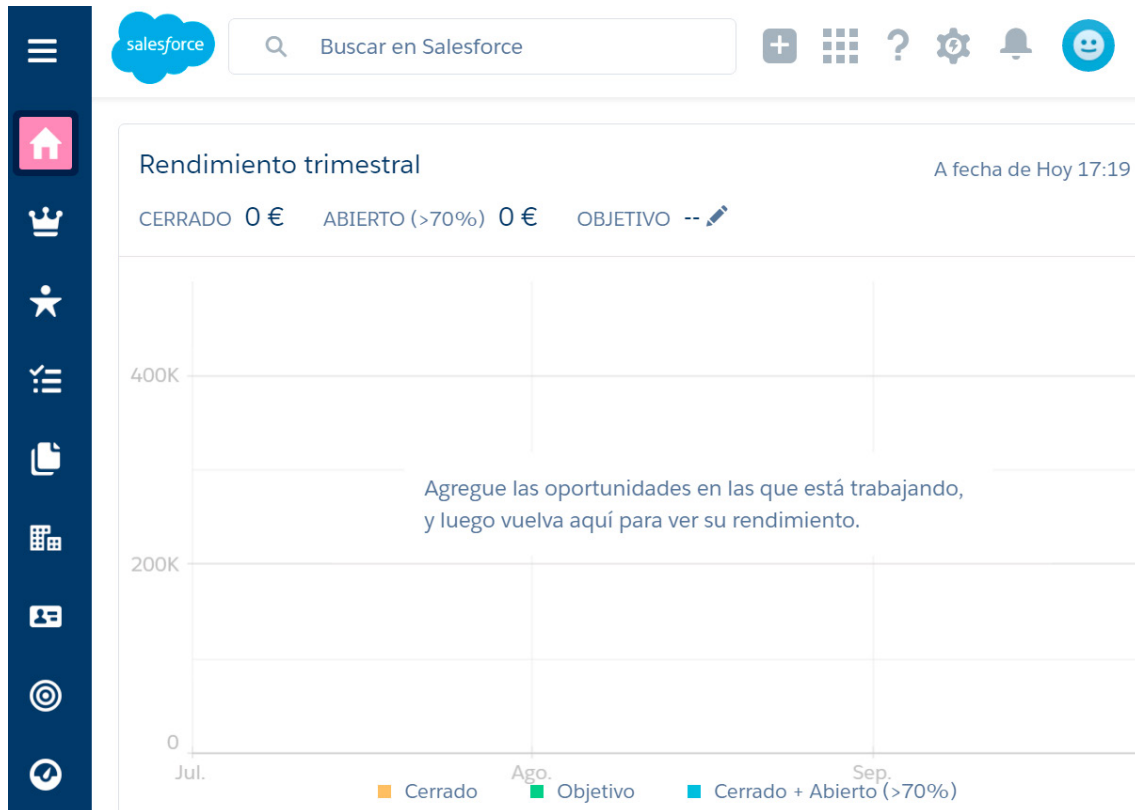 salesforce
Buscar en Salesforce
Rendimiento trimestral
A fecha de Hoy 17:19
CERRADO 0 € ABIERTO (>70%) 0 € OBJETIVO --
400K
Agregue las oportunidades en las que está trabajando,
y luego vuelva aquí para ver su rendimiento.
200K
0
Jul. Ago. Sep.
Cerrado Objetivo Cerrado + Abierto (>70%)